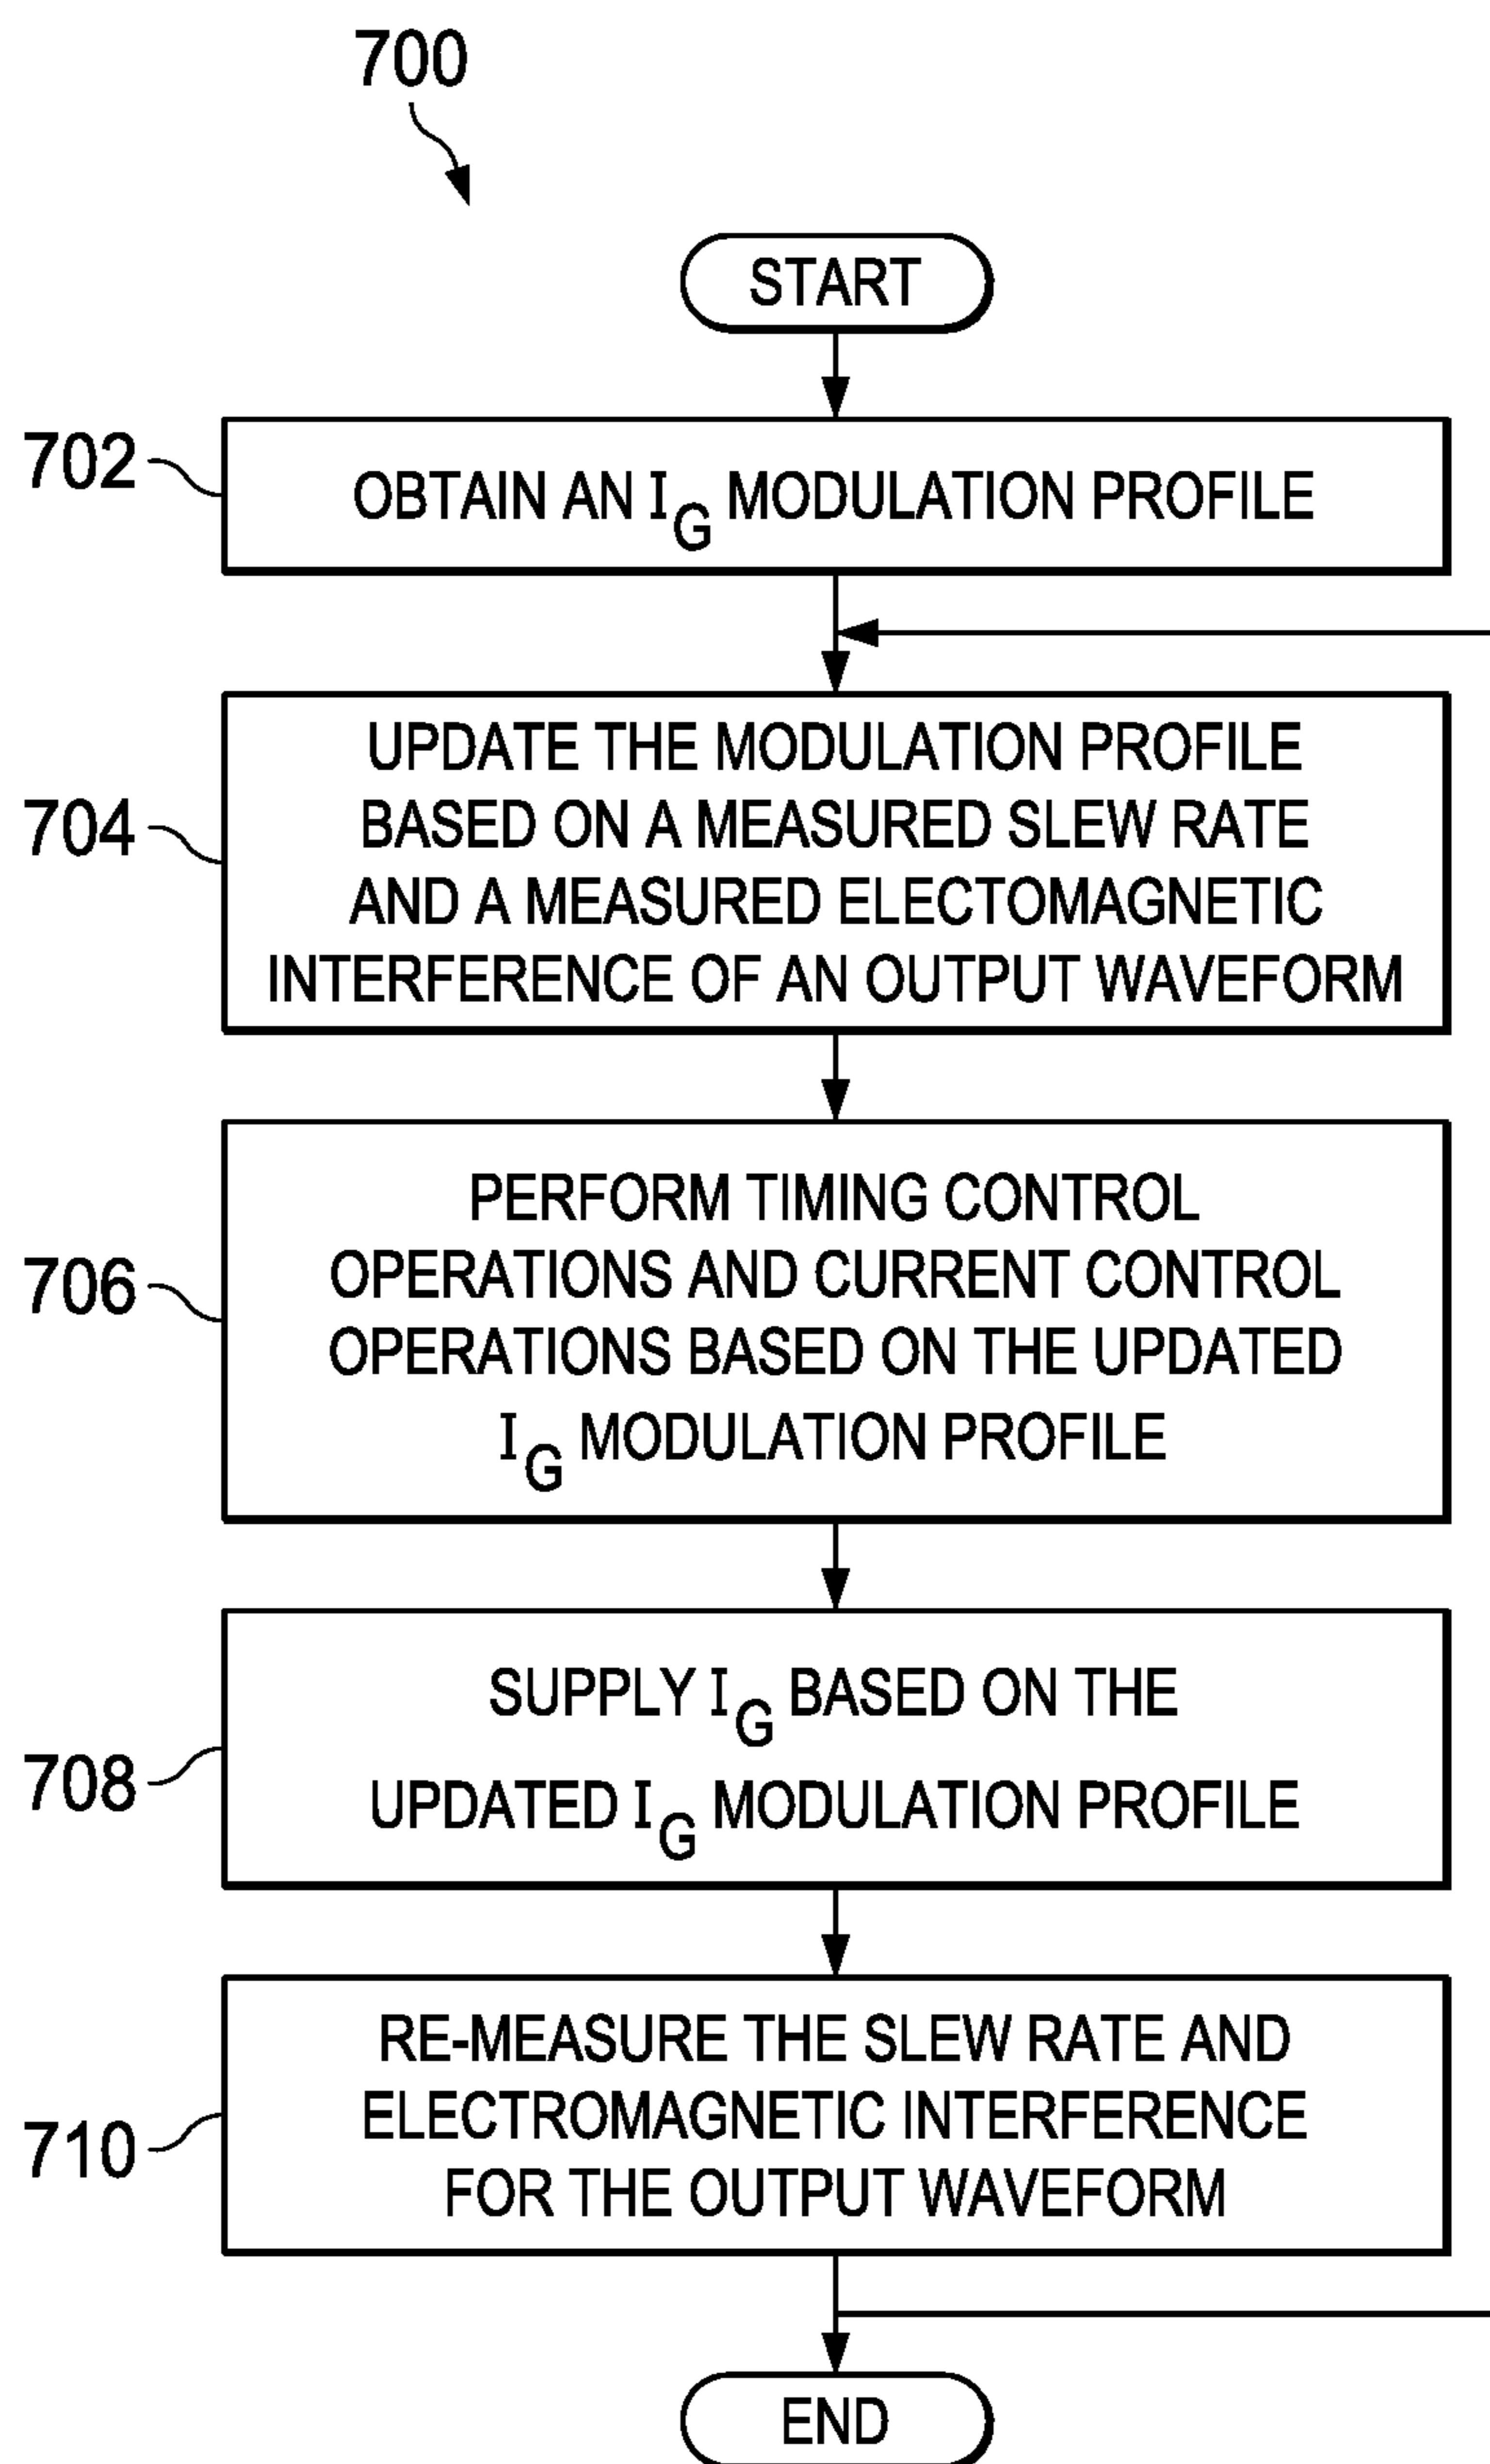 700
START
702
OBTAIN AN IG MODULATION PROFILE
704
UPDATE THE MODULATION PROFILE
BASED ON A MEASURED SLEW RATE
AND A MEASURED ELECTOMAGNETIC
INTERFERENCE OF AN OUTPUT WAVEFORM
706
PERFORM TIMING CONTROL
OPERATIONS AND CURRENT CONTROL
OPERATIONS BASED ON THE UPDATED
IG MODULATION PROFILE
708
SUPPLY IG BASED ON THE
UPDATED IG MODULATION PROFILE
710
RE-MEASURE THE SLEW RATE AND
ELECTROMAGNETIC INTERFERENCE
FOR THE OUTPUT WAVEFORM
END